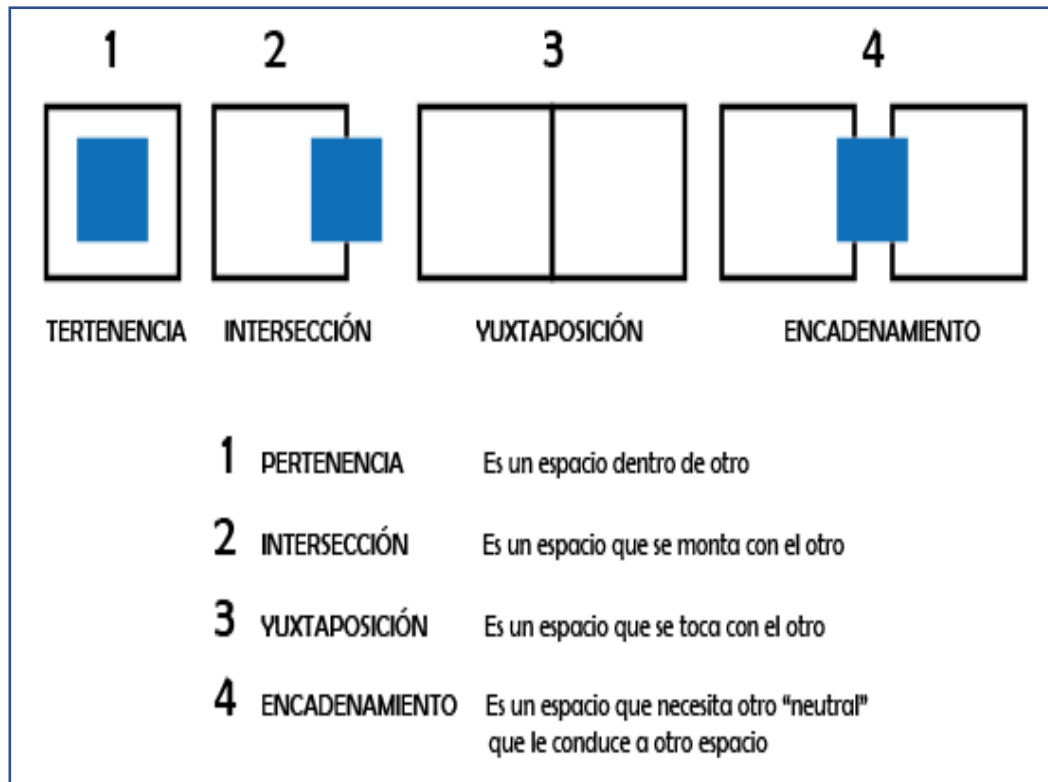 1 2 3 4
TERTENENCIA INTERSECCIÓN YUXTAPOSICIÓN ENCADENAMIENTO
1 PERTENENCIA Es un espacio dentro de otro
2 INTERSECCIÓN Es un espacio que se monta con el otro
3 YUXTAPOSICIÓN Es un espacio que se toca con el otro
4 ENCADENAMIENTO Es un espacio que necesita otro “neutral”
que le conduce a otro espacio